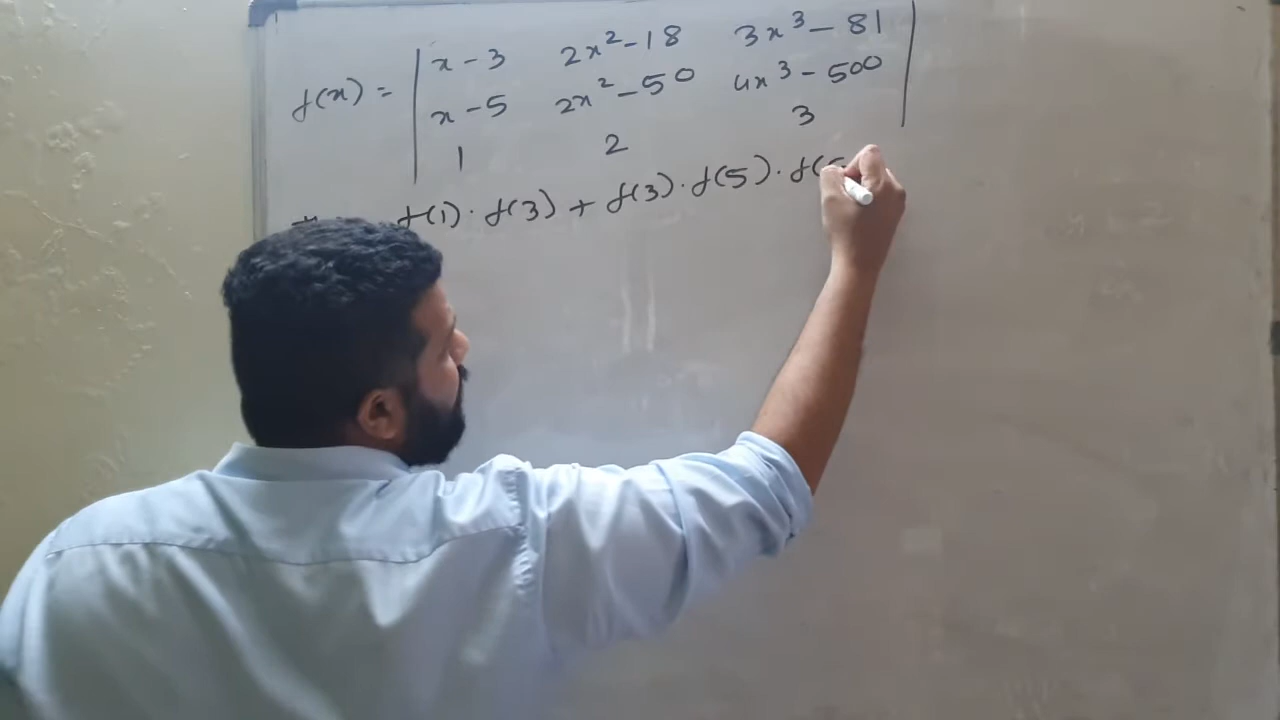 f(x) = | x-3 2x²-18 3x³-81 |
| x-5 2x²-50 4x³-500 |
| 1 2 3 |
f(1)·f(3) + f(3)·f(5)·f(